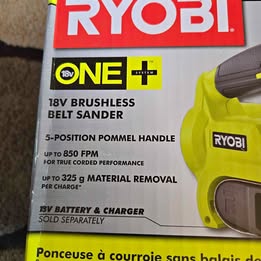 RYOBI
18V ONE+ SYSTEM
18V BRUSHLESS
BELT SANDER
5-POSITION POMMEL HANDLE
UP TO 850 FPM
FOR TRUE CORDED PERFORMANCE
UP TO 325 g MATERIAL REMOVAL
PER CHARGE*
18V BATTERY & CHARGER
SOLD SEPARATELY
RYOBI
Ponceuse à courroie sans balais de